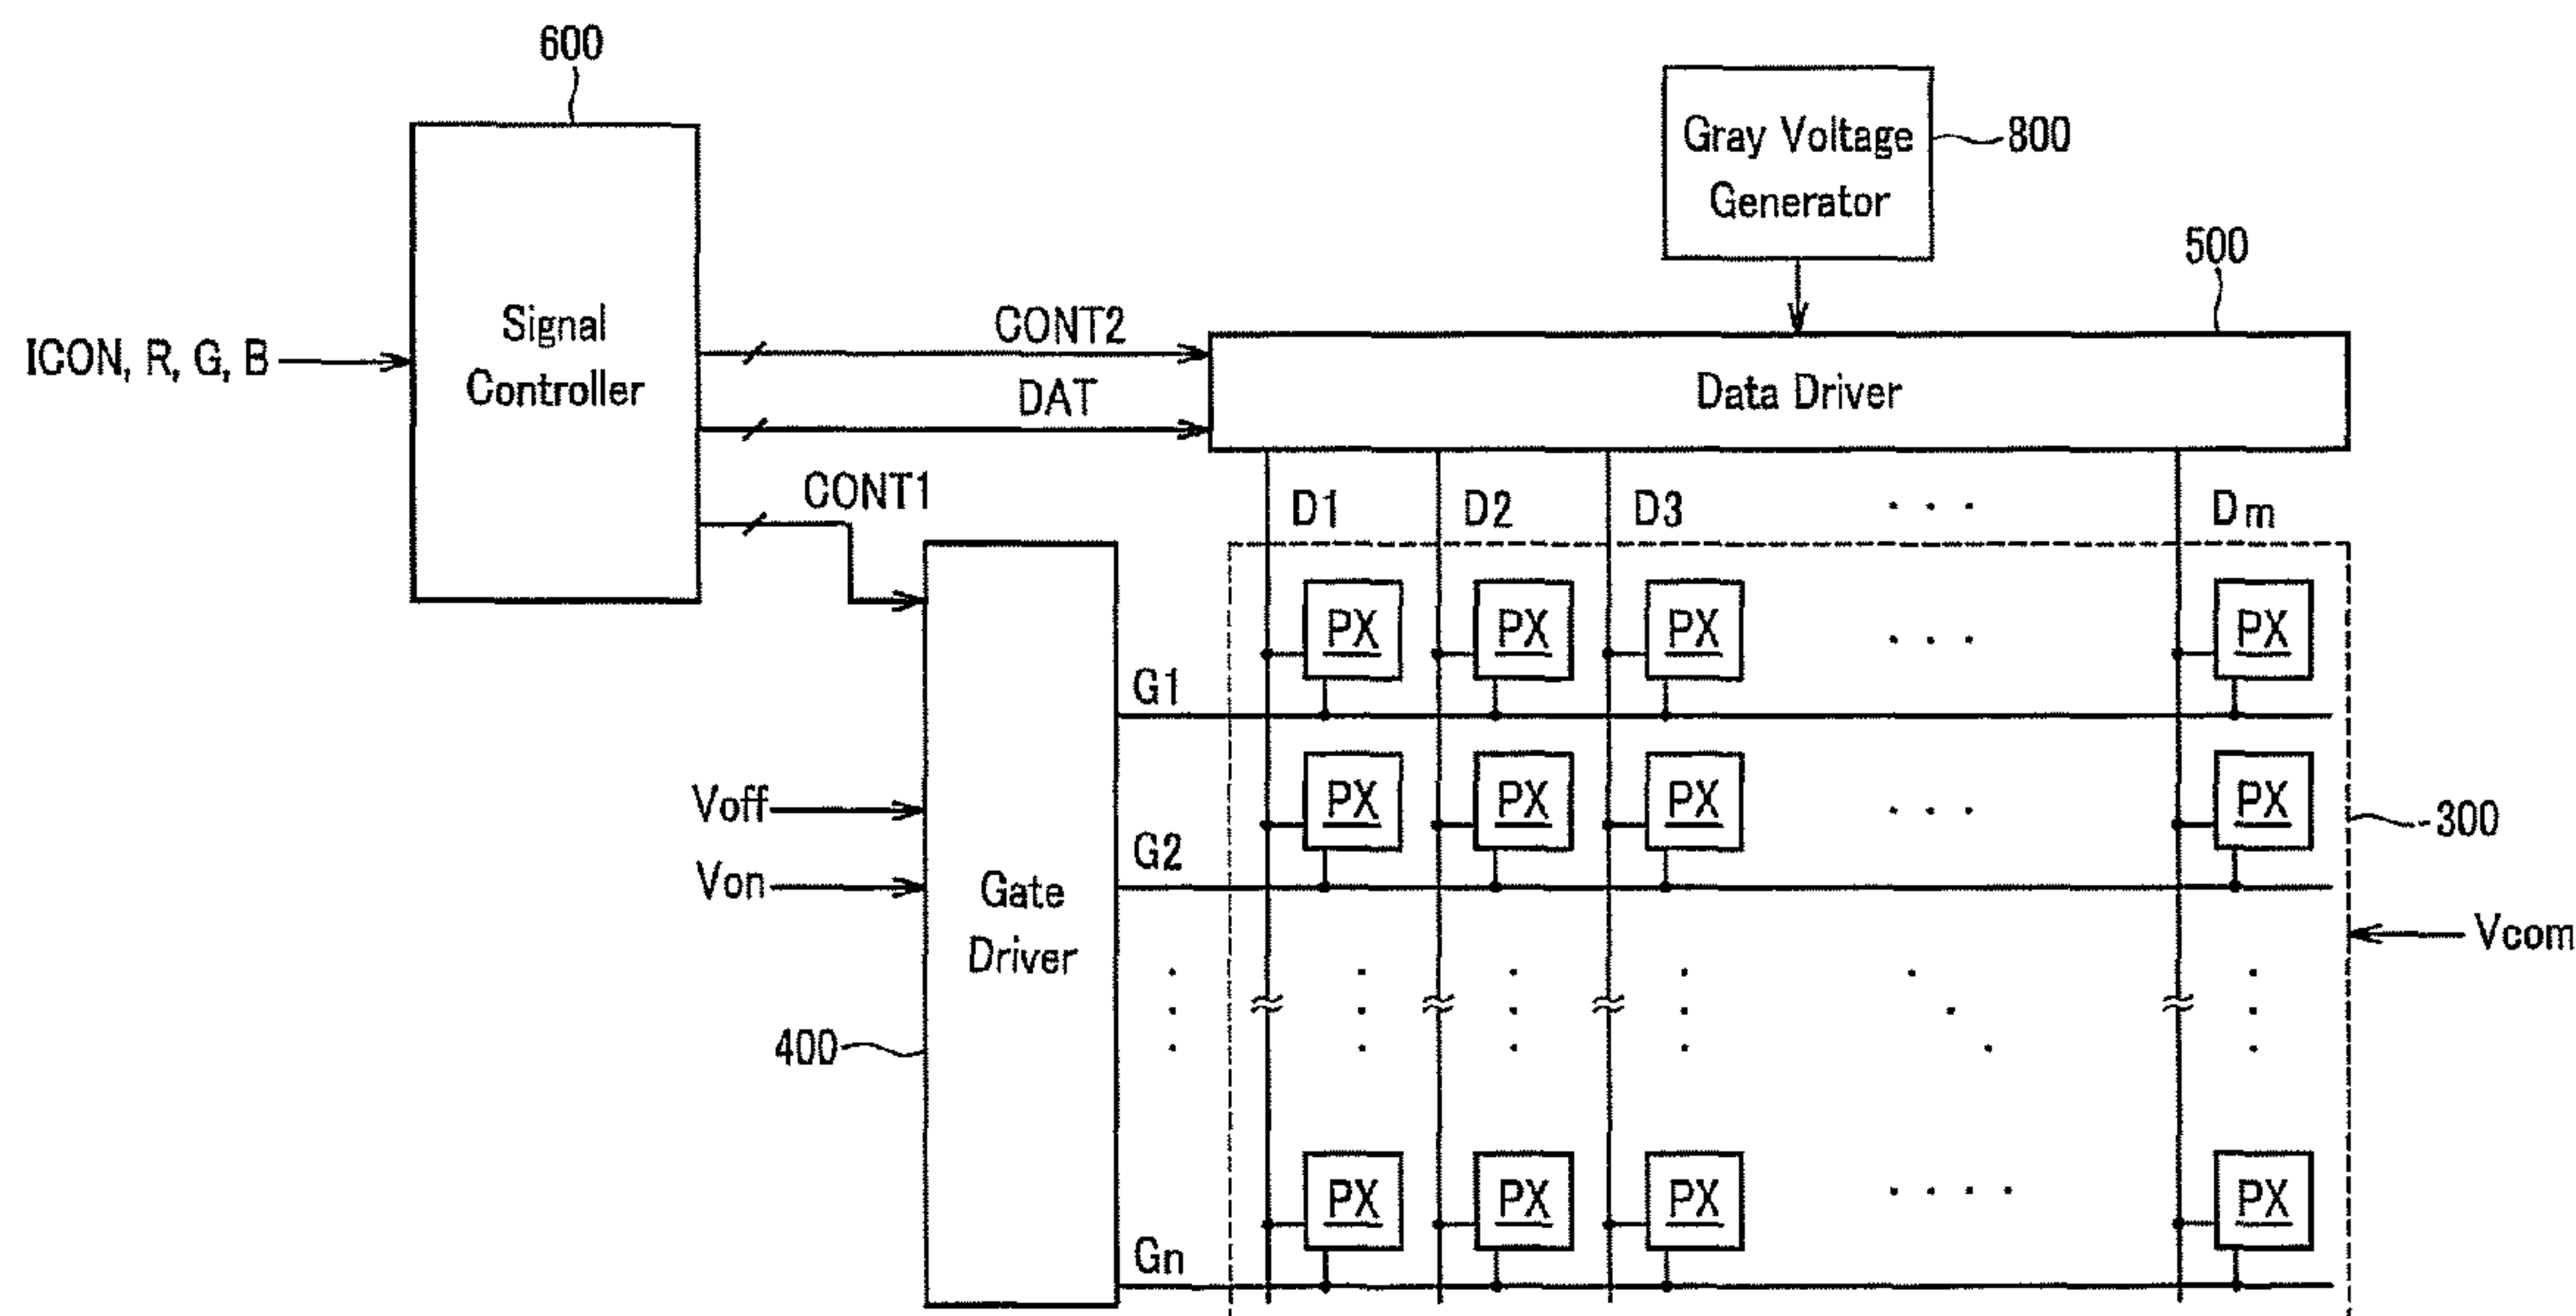 600
Gray Voltage
Generator
800
500
Signal
Controller
ICON, R, G, B
CONT2
DAT
CONT1
Data Driver
D1 D2 D3 . . . Dm
PX PX PX . . . PX
G1
Voff
PX PX PX . . . PX
300
G2
Von
Gate
Driver
Vcom
400
PX PX PX . . . . PX
Gn